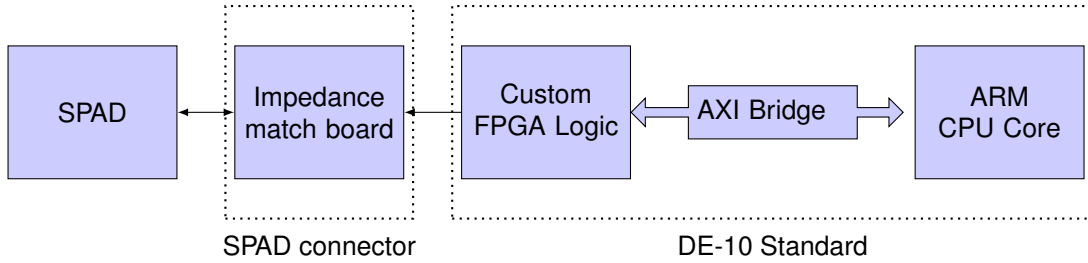 SPAD
Impedance
match board
Custom
FPGA Logic
AXI Bridge
ARM
CPU Core
SPAD connector
DE-10 Standard